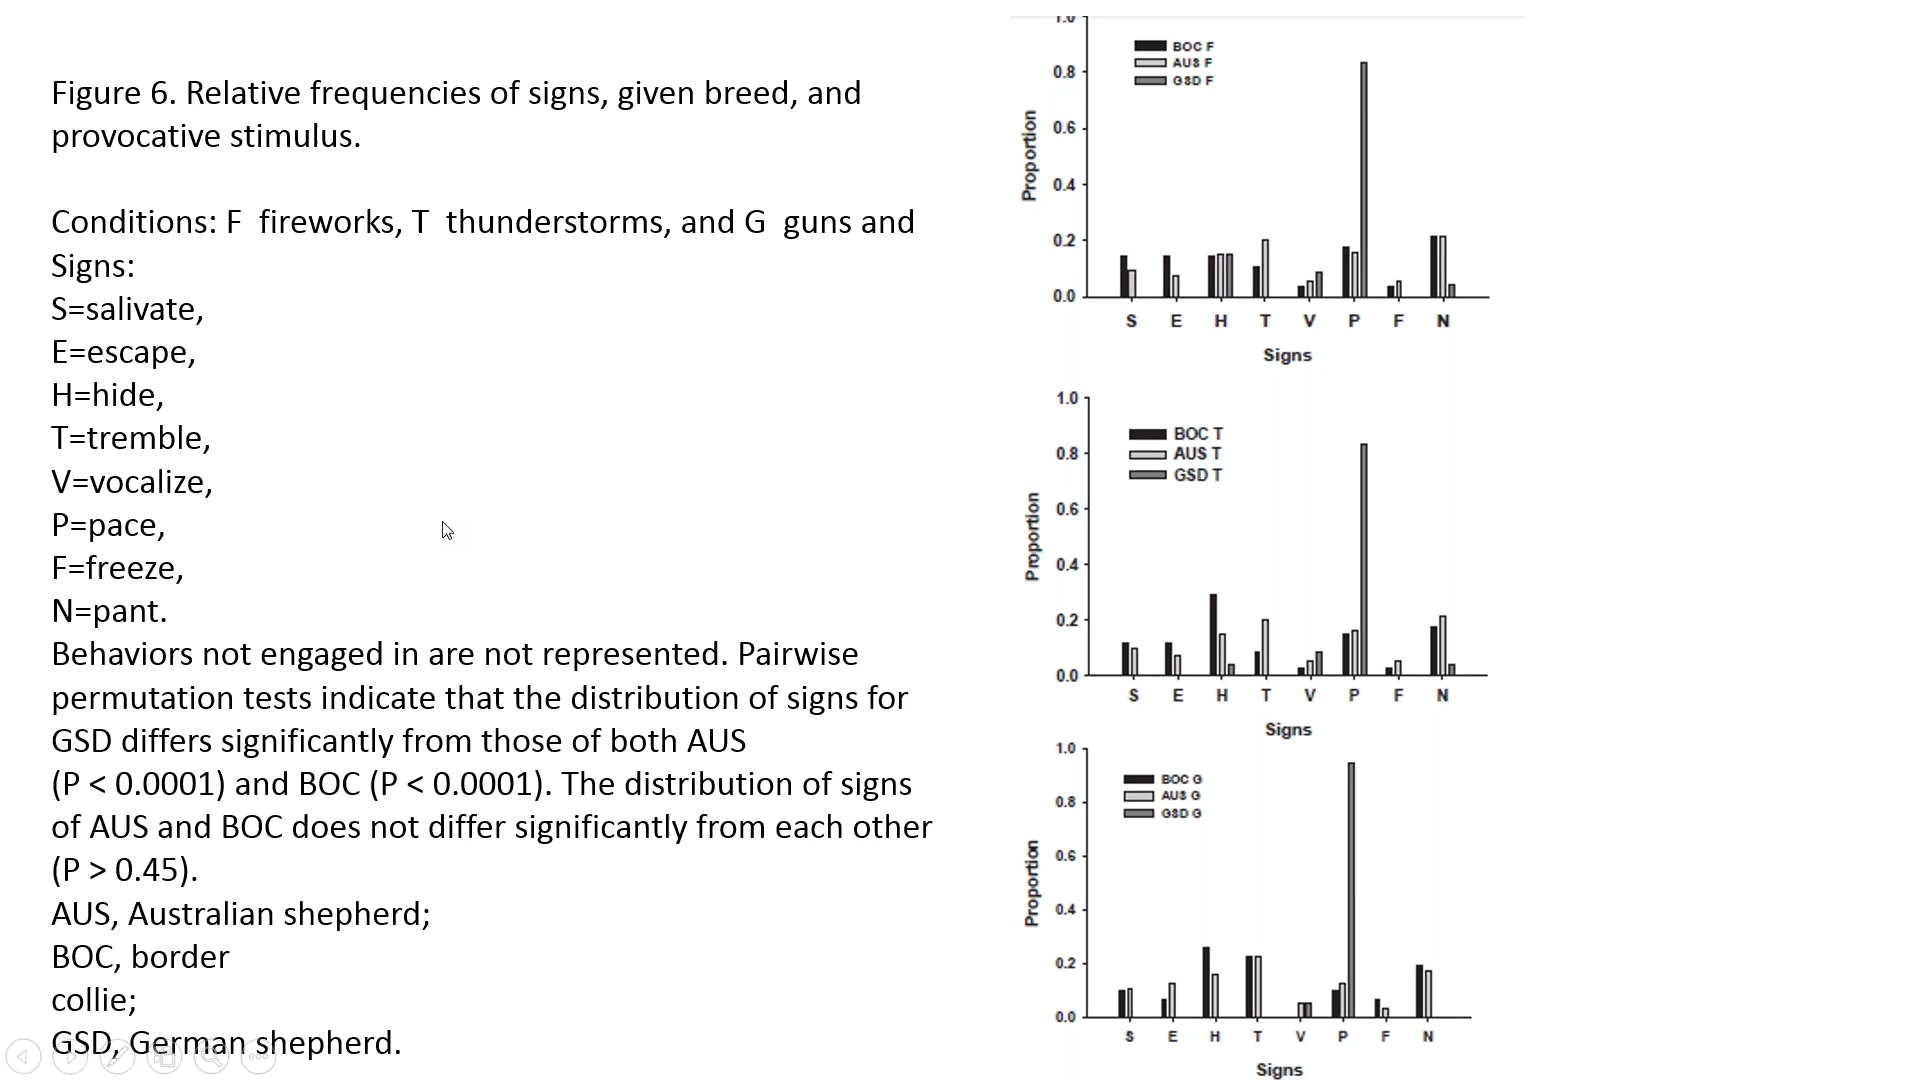 Figure 6. Relative frequencies of signs, given breed, and
provocative stimulus.
Conditions: F  fireworks, T  thunderstorms, and G  guns and
Signs:
S=salivate,
E=escape,
H=hide,
T=tremble,
V=vocalize,
P=pace,
F=freeze,
N=pant.
Behaviors not engaged in are not represented. Pairwise
permutation tests indicate that the distribution of signs for
GSD differs significantly from those of both AUS
(P < 0.0001) and BOC (P < 0.0001). The distribution of signs
of AUS and BOC does not differ significantly from each other
(P > 0.45).
AUS, Australian shepherd;
BOC, border
collie;
GSD, German shepherd.
1.0
BOC F
AUS F
GSD F
0.8
0.6
0.4
0.2
0.0
Proportion
S E H T V P F N
Signs
1.0
BOC T
AUS T
GSD T
0.8
0.6
0.4
0.2
0.0
Proportion
S E H T V P F N
Signs
1.0
BOC G
AUS G
GSD G
0.8
0.6
0.4
0.2
0.0
Proportion
S E H T V P F N
Signs